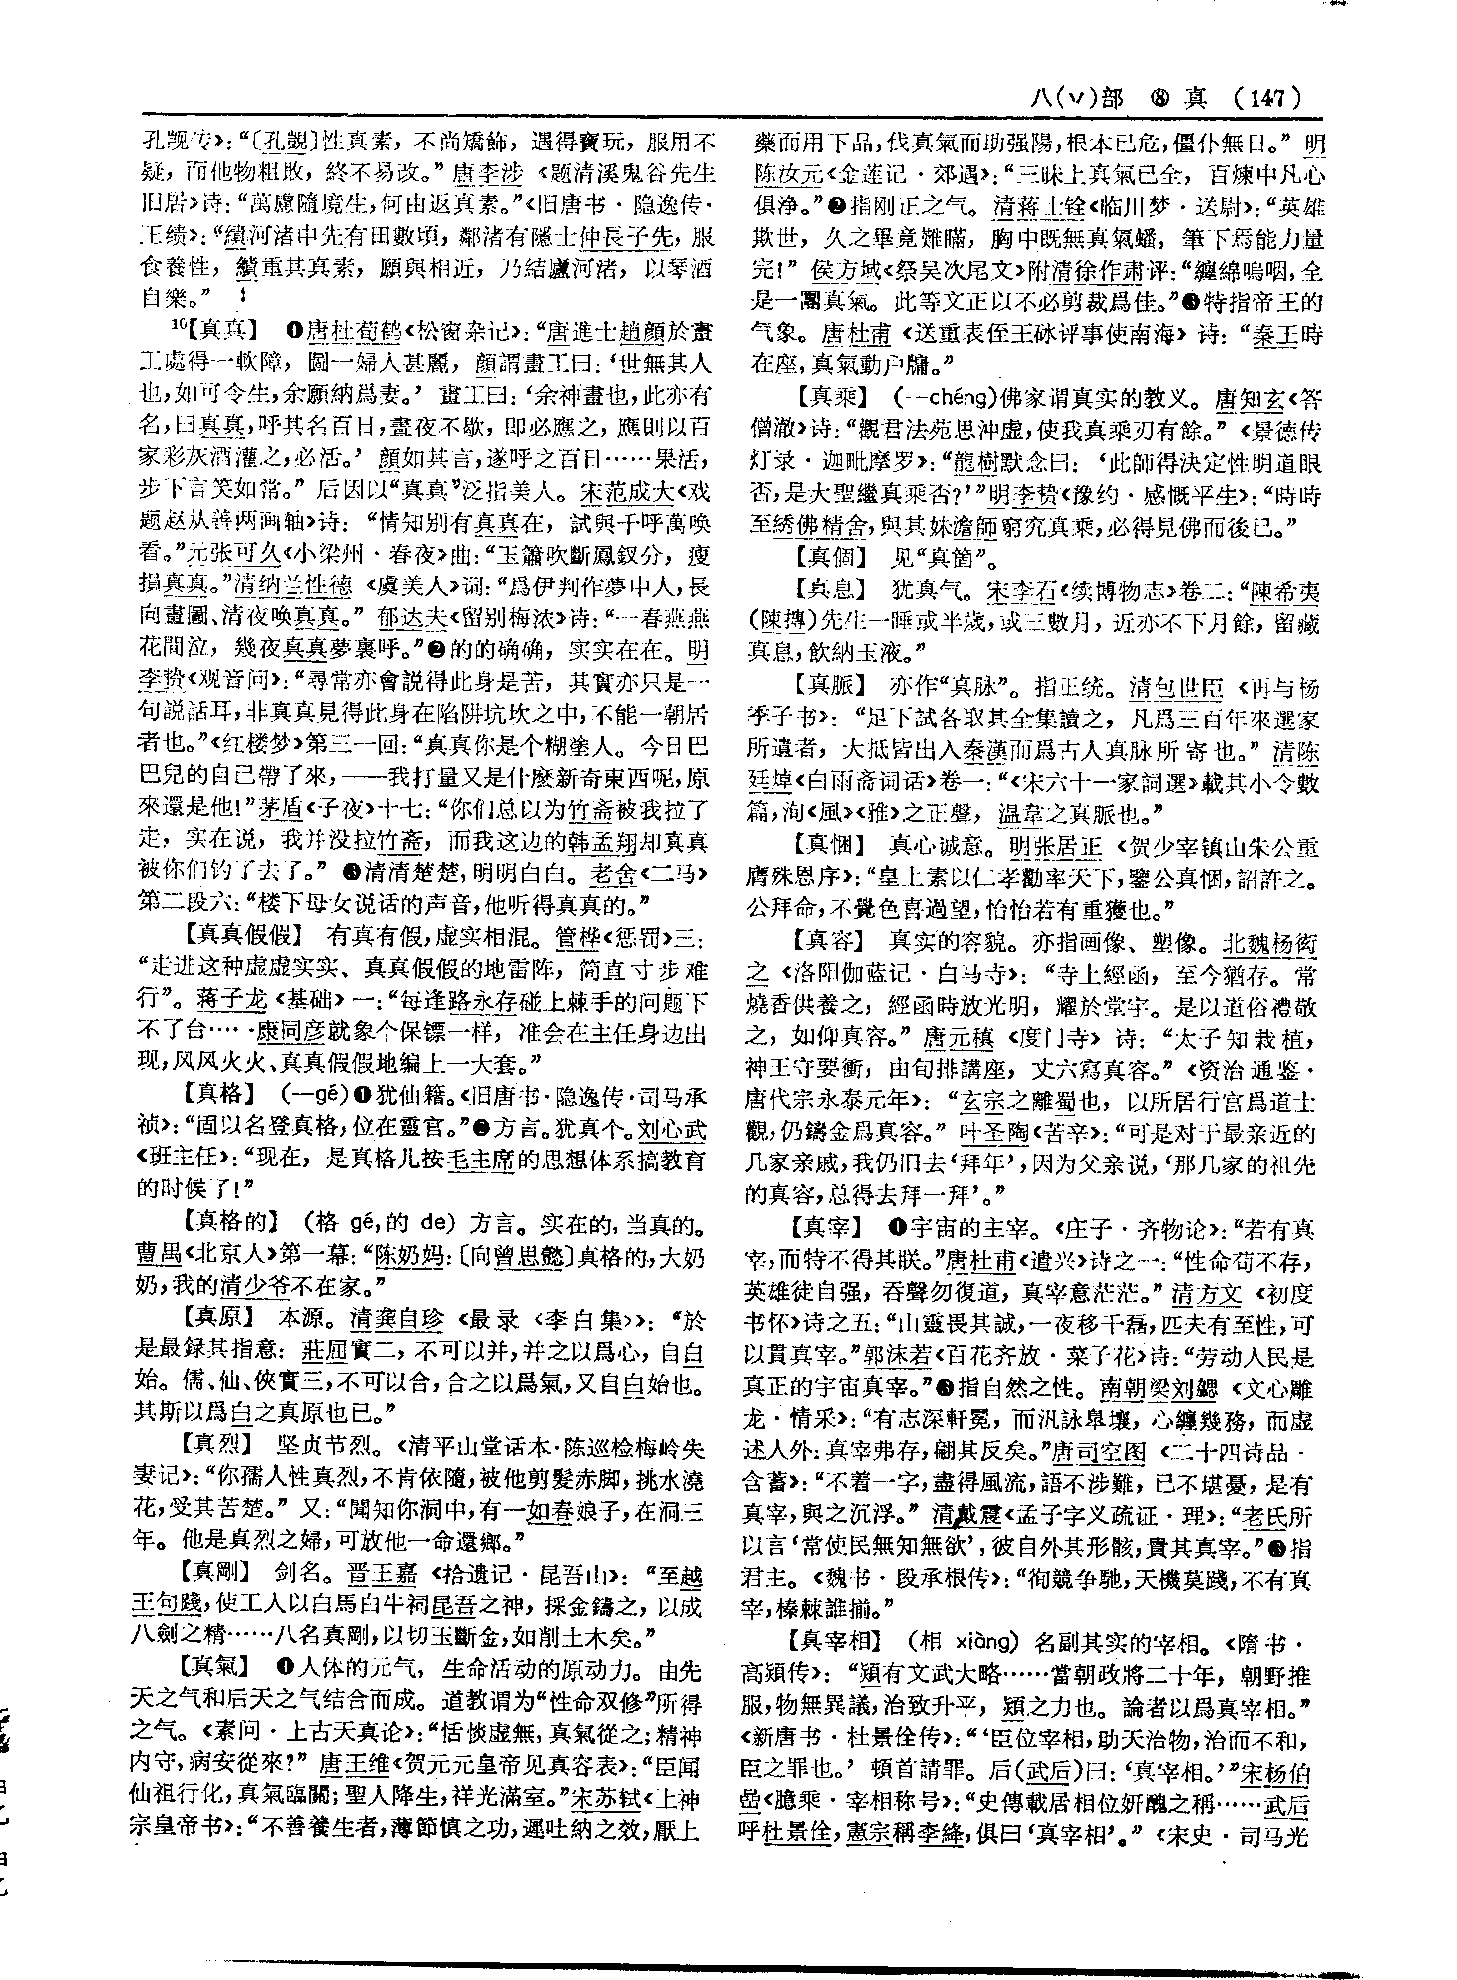 八(丷)部 ⑧ 真 (147)
孔觊传》：“〔孔覬〕性真素，不尚矯飾，遇得寶玩，服用不
疑，而他物粗敗，終不易改。”唐李涉《题清溪鬼谷先生
旧居》诗：“萬慮隨境生，何由返真素。”《旧唐书·隐逸传·
王绩》：“績河渚中先有田數頃，鄰渚有隱士仲長子先，服
食養性，績重其真素，願與相近，乃結廬河渚，以琴酒
自樂。”
¹⁰【真真】 ❶唐杜荀鹤《松窗杂记》：“唐進士趙顏於畫
工處得一軟障，圖一婦人甚麗，顏謂畫工曰：‘世無其人
也，如可令生，余願納爲妻。’畫工曰：‘余神畫也，此亦有
名，曰真真，呼其名百日，晝夜不歇，即必應之，應則以百
家彩灰酒灌之，必活。’顏如其言，遂呼之百日……果活，
步下言笑如常。”后因以“真真”泛指美人。宋范成大《戏
题赵从善两画轴》诗：“情知别有真真在，試與千呼萬喚
看。”元张可久《小梁州·春夜》曲：“玉簫吹斷鳳釵分，瘦
損真真。”清纳兰性德《虞美人》词：“爲伊判作夢中人，長
向畫圖、清夜唤真真。”郁达夫《留别梅浓》诗：“一春燕燕
花間泣，幾夜真真夢裏呼。”❷的的确确，实实在在。明
李贽《观音问》：“尋常亦會説得此身是苦，其實亦只是一
句説話耳，非真真見得此身在陷阱坑坎之中，不能一朝居
者也。”《红楼梦》第三一回：“真真你是个糊塗人。今日巴
巴兒的自己帶了來，——我打量又是什麽新奇東西呢，原
來還是他！”茅盾《子夜》十七：“你们总以为竹斋被我拉了
走，实在说，我并没拉竹斋，而我这边的韩孟翔却真真
被你们钓了去了。”❸清清楚楚，明明白白。老舍《二马》
第二段六：“楼下母女说话的声音，他听得真真的。”
【真真假假】 有真有假，虚实相混。管桦《惩罚》三：
“走进这种虚虚实实、真真假假的地雷阵，简直寸步难
行”。蒋子龙《基础》一：“每逢路永存碰上棘手的问题下
不了台……康同彦就象个保镖一样，准会在主任身边出
现，风风火火、真真假假地编上一大套。”
【真格】 (—gé)❶犹仙籍。《旧唐书·隐逸传·司马承
祯》：“固以名登真格，位在靈官。”❷方言。犹真个。刘心武
《班主任》：“现在，是真格儿按毛主席的思想体系搞教育
的时候了！”
【真格的】 (格 gé，的 de) 方言。实在的，当真的。
曹禺《北京人》第一幕：“陈奶妈：〔向曾思懿〕真格的，大奶
奶，我的清少爷不在家。”
【真原】 本源。清龚自珍《最录〈李白集〉》：“於
是最録其指意：莊屈實二，不可以并，并之以爲心，自白
始。儒、仙、俠實三，不可以合，合之以爲氣，又自白始也。
其斯以爲白之真原也已。”
【真烈】 坚贞节烈。《清平山堂话本·陈巡检梅岭失
妻记》：“你孺人性真烈，不肯依隨，被他剪髮赤脚，挑水澆
花，受其苦楚。”又：“聞知你洞中，有一如春娘子，在洞三
年。他是真烈之婦，可放他一命還鄉。”
【真剛】 剑名。晋王嘉《拾遗记·昆吾山》：“至越
王句踐，使工人以白馬白牛祠昆吾之神，採金鑄之，以成
八劍之精……八名真剛，以切玉斷金，如削土木矣。”
【真氣】 ❶人体的元气，生命活动的原动力。由先
天之气和后天之气结合而成。道教谓为“性命双修”所得
之气。《素问·上古天真论》：“恬惔虚無，真氣從之；精神
内守，病安從來？”唐王维《贺元元皇帝见真容表》：“臣聞
仙祖行化，真氣臨關；聖人降生，祥光滿室。”宋苏轼《上神
宗皇帝书》：“不善養生者，薄節慎之功，遲吐納之效，厭上
藥而用下品，伐真氣而助强陽，根本已危，僵仆無日。”明
陈汝元《金莲记·郊遇》：“三昧上真氣已全，百煉中凡心
俱净。”❷指刚正之气。清蒋士铨《临川梦·送尉》：“英雄
欺世，久之畢竟難瞞，胸中既無真氣蟠，筆下焉能力量
完！”侯方域《祭吴次尾文》附清徐作肃评：“纏綿嗚咽，全
是一團真氣。此等文正以不必剪裁爲佳。”❸特指帝王的
气象。唐杜甫《送重表侄王砅评事使南海》诗：“秦王時
在座，真氣動户牖。”
【真乘】 (--chéng)佛家谓真实的教义。唐知玄《答
僧澈》诗：“觀君法苑思沖虚，使我真乘刃有餘。”《景德传
灯录·迦毗摩罗》：“龍樹默念曰：‘此師得決定性明道眼
否，是大聖繼真乘否？’”明李贽《豫约·感慨平生》：“時時
至綉佛精舍，與其妹澹師窮究真乘，必得見佛而後已。”
【真個】 见“真箇”。
【真息】 犹真气。宋李石《续博物志》卷二：“陳希夷
(陳摶)先生一睡或半歲，或三數月，近亦不下月餘，留藏
真息，飲納玉液。”
【真脈】 亦作“真脉”。指正统。清包世臣《再与杨
季子书》：“足下試各取其全集讀之，凡爲三百年來選家
所遺者，大抵皆出入秦漢而爲古人真脉所寄也。”清陈
廷焯《白雨斋词话》卷一：“《宋六十一家詞選》載其小令數
篇，洵《風》《雅》之正聲，温韋之真脈也。”
【真悃】 真心诚意。明张居正《贺少宰镇山朱公重
膺殊恩序》：“皇上素以仁孝勸率天下，鑒公真悃，詔許之。
公拜命，不覺色喜過望，怡怡若有重獲也。”
【真容】 真实的容貌。亦指画像、塑像。北魏杨衒
之《洛阳伽蓝记·白马寺》：“寺上經函，至今猶存。常
燒香供養之，經函時放光明，耀於堂宇。是以道俗禮敬
之，如仰真容。”唐元稹《度门寺》诗：“太子知栽植，
神王守要衝，由旬排講座，丈六寫真容。”《资治通鉴·
唐代宗永泰元年》：“玄宗之離蜀也，以所居行宫爲道士
觀，仍鑄金爲真容。”叶圣陶《苦辛》：“可是对于最亲近的
几家亲戚，我仍旧去‘拜年’，因为父亲说，‘那几家的祖先
的真容，总得去拜一拜’。”
【真宰】 ❶宇宙的主宰。《庄子·齐物论》：“若有真
宰，而特不得其眹。”唐杜甫《遣兴》诗之一：“性命苟不存，
英雄徒自强，吞聲勿復道，真宰意茫茫。”清方文《初度
书怀》诗之五：“山靈畏其誠，一夜移千磊，匹夫有至性，可
以貫真宰。”郭沫若《百花齐放·菜子花》诗：“劳动人民是
真正的宇宙真宰。”❷指自然之性。南朝梁刘勰《文心雕
龙·情采》：“有志深軒冕，而汎詠皋壤，心纏幾務，而虚
述人外：真宰弗存，翩其反矣。”唐司空图《二十四诗品·
含蓄》：“不着一字，盡得風流，語不涉難，已不堪憂，是有
真宰，與之沉浮。”清戴震《孟子字义疏证·理》：“老氏所
以言‘常使民無知無欲’，彼自外其形骸，貴其真宰。”❸指
君主。《魏书·段承根传》：“徇競争馳，天機莫踐，不有真
宰，榛棘誰揃。”
【真宰相】 (相 xiàng) 名副其实的宰相。《隋书·
高熲传》：“熲有文武大略……當朝政將二十年，朝野推
服，物無異議，治致升平，熲之力也。論者以爲真宰相。”
《新唐书·杜景佺传》：“‘臣位宰相，助天治物，治而不和，
臣之罪也。’頓首請罪。后(武后)曰：‘真宰相。’”宋杨伯
嵒《臆乘·宰相称号》：“史傳載居相位妍醜之稱……武后
呼杜景佺，憲宗稱李絳，俱曰‘真宰相’。”《宋史·司马光